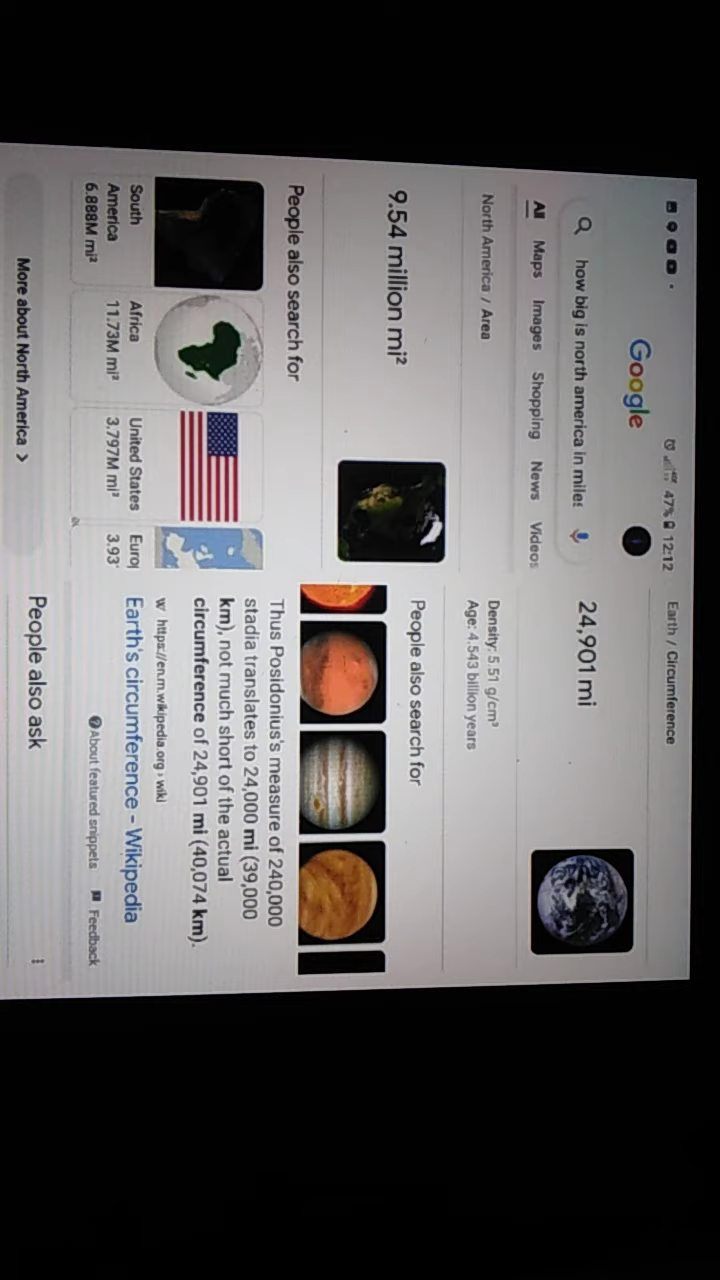 47% 12:12
Google
how big is north america in miles
All Maps Images Shopping News Videos
North America / Area
9.54 million mi²
People also search for
South America
6.888M mi²
Africa
11.73M mi²
United States
3.797M mi²
Euro
3.93
More about North America >
Earth / Circumference
24,901 mi
Density: 5.51 g/cm³
Age: 4.543 billion years
People also search for
Thus Posidonius's measure of 240,000
stadia translates to 24,000 mi (39,000
km), not much short of the actual
circumference of 24,901 mi (40,074 km).
W https://en.m.wikipedia.org › wiki
Earth's circumference - Wikipedia
About featured snippets Feedback
People also ask